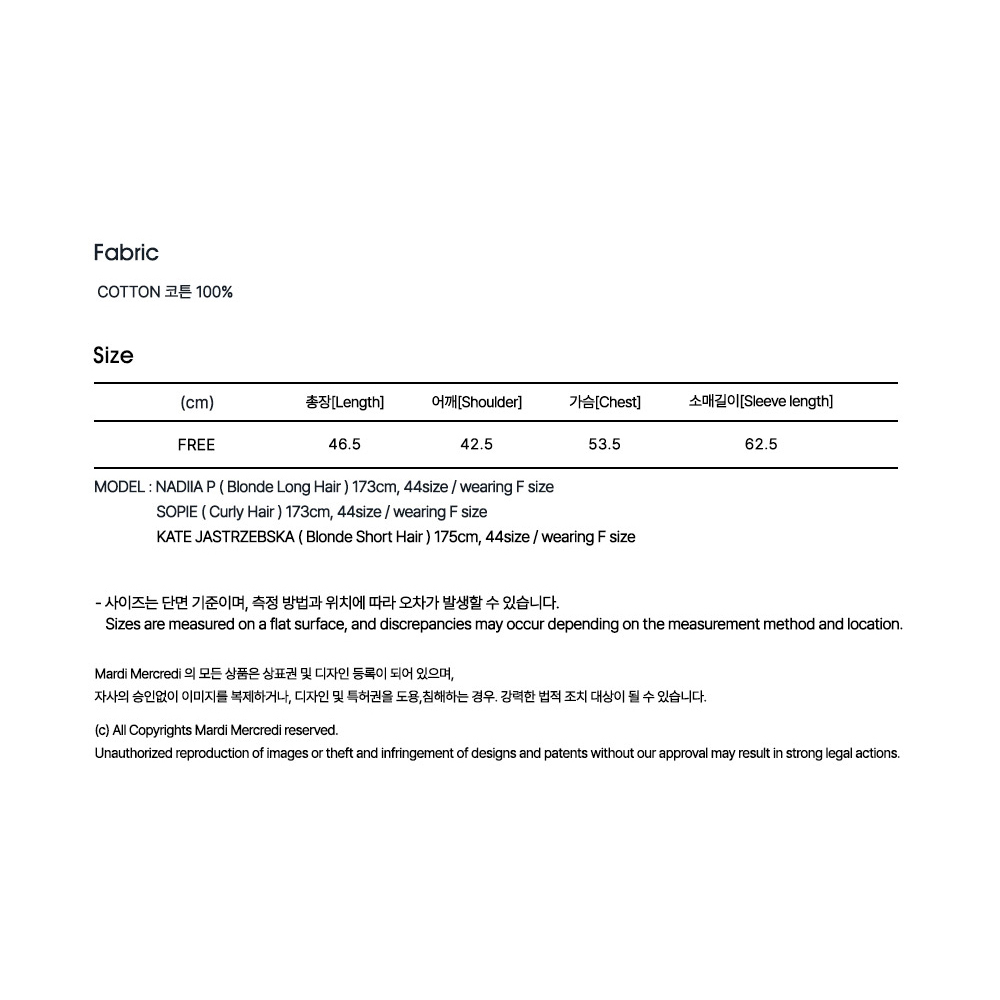 Fabric
COTTON 코튼 100%
Size
(cm) 총장[Length] 어깨[Shoulder] 가슴[Chest] 소매길이[Sleeve length]
FREE 46.5 42.5 53.5 62.5
MODEL : NADIIA P ( Blonde Long Hair ) 173cm, 44size / wearing F size
SOPIE ( Curly Hair ) 173cm, 44size / wearing F size
KATE JASTRZEBSKA ( Blonde Short Hair ) 175cm, 44size / wearing F size
- 사이즈는 단면 기준이며, 측정 방법과 위치에 따라 오차가 발생할 수 있습니다.
Sizes are measured on a flat surface, and discrepancies may occur depending on the measurement method and location.
Mardi Mercredi 의 모든 상품은 상표권 및 디자인 등록이 되어 있으며,
자사의 승인없이 이미지를 복제하거나, 디자인 및 특허권을 도용,침해하는 경우. 강력한 법적 조치 대상이 될 수 있습니다.
(c) All Copyrights Mardi Mercredi reserved.
Unauthorized reproduction of images or theft and infringement of designs and patents without our approval may result in strong legal actions.